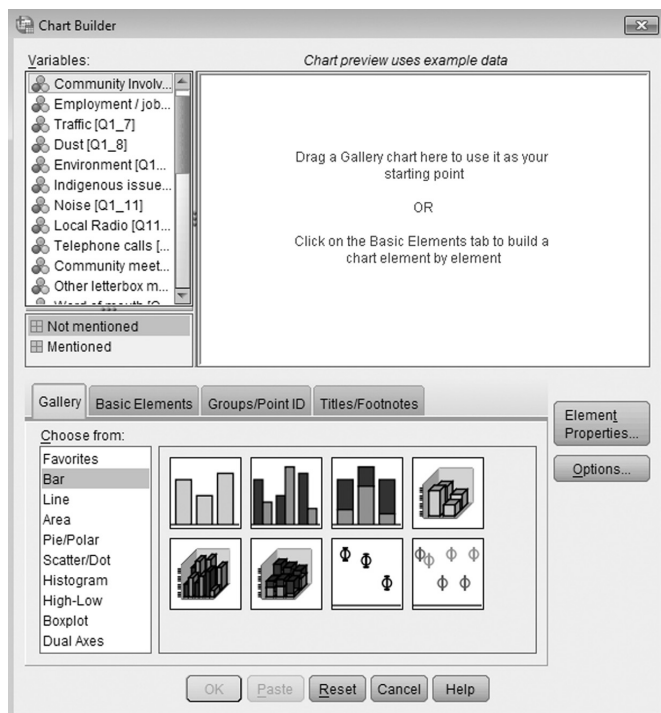 Chart Builder
Variables:
Chart preview uses example data
Community Involv...
Employment / job...
Traffic [Q1_7]
Dust [Q1_8]
Environment [Q1...
Indigenous issue...
Noise [Q1_11]
Local Radio [Q11...
Telephone calls [...
Community meet...
Other letterbox m...
Word of mouth [Q...
Not mentioned
Mentioned
Drag a Gallery chart here to use it as your
starting point
OR
Click on the Basic Elements tab to build a
chart element by element
Gallery
Basic Elements
Groups/Point ID
Titles/Footnotes
Choose from:
Favorites
Bar
Line
Area
Pie/Polar
Scatter/Dot
Histogram
High-Low
Boxplot
Dual Axes
Element
Properties...
Options...
OK
Paste
Reset
Cancel
Help